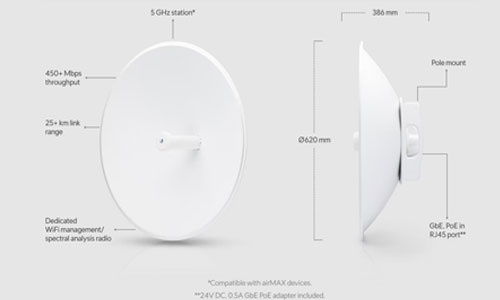 5 GHz station*
386 mm
450+ Mbps
throughput
Pole mount
25+ km link
range
Ø620 mm
Dedicated
WiFi management/
spectral analysis radio
GbE, PoE in
RJ45 port**
*Compatible with airMAX devices.
**24V DC, 0.5A GbE PoE adapter included.